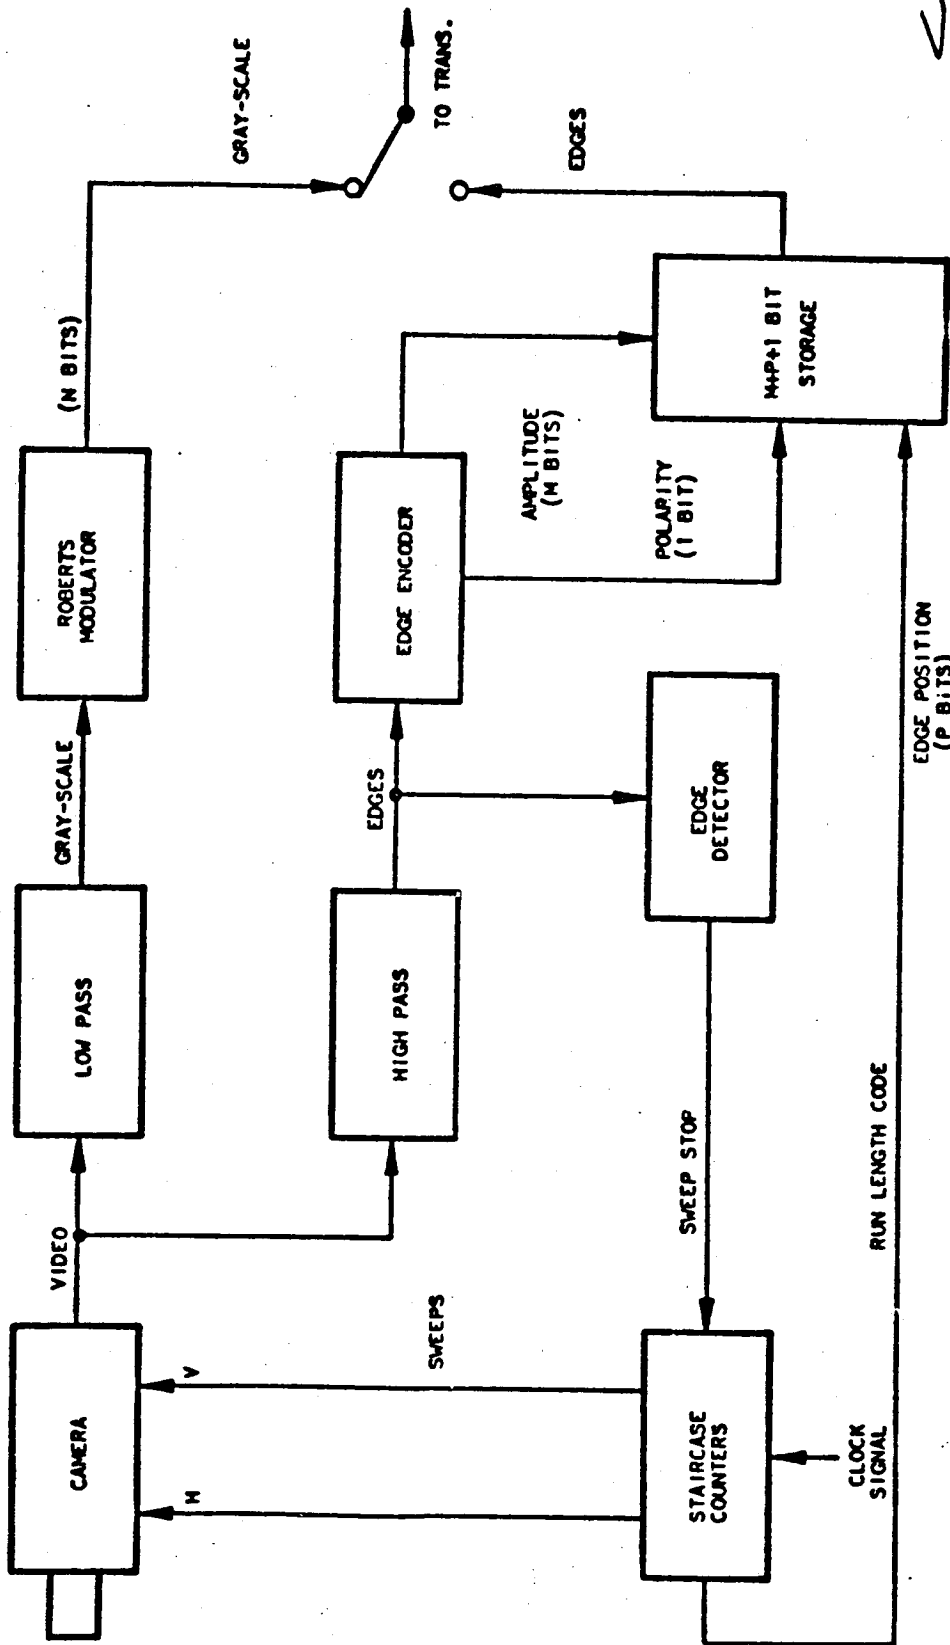 CAMERA
VIDEO
LOW PASS
GRAY-SCALE
ROBERTS
MODULATOR
(N BITS)
GRAY-SCALE
TO TRANS.
H
V
SWEEPS
HIGH PASS
EDGES
EDGE ENCODER
AMPLITUDE
(M BITS)
POLARITY
(1 BIT)
EDGES
STAIRCASE
COUNTERS
SWEEP STOP
EDGE
DETECTOR
M+P+1 BIT
STORAGE
CLOCK
SIGNAL
RUN LENGTH CODE
EDGE POSITION
(P BITS)